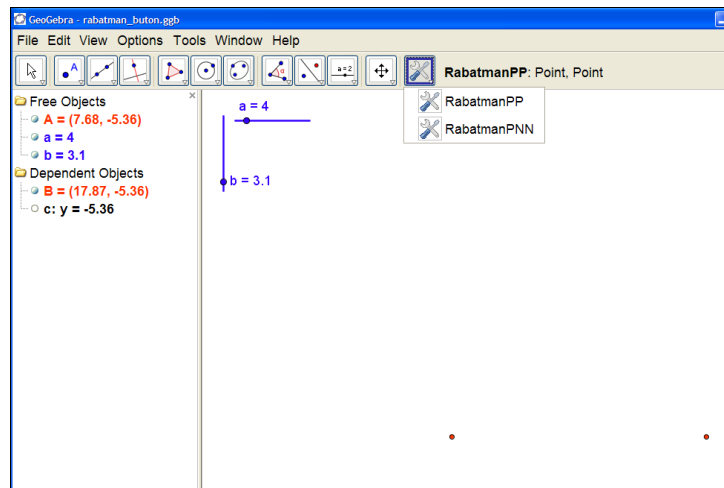 GeoGebra - rabatman_buton.ggb
File Edit View Options Tools Window Help
A
α
a=2
RabatmanPP: Point, Point
RabatmanPP
RabatmanPNN
Free Objects
A = (7.68, -5.36)
a = 4
b = 3.1
Dependent Objects
B = (17.87, -5.36)
c: y = -5.36
a = 4
b = 3.1